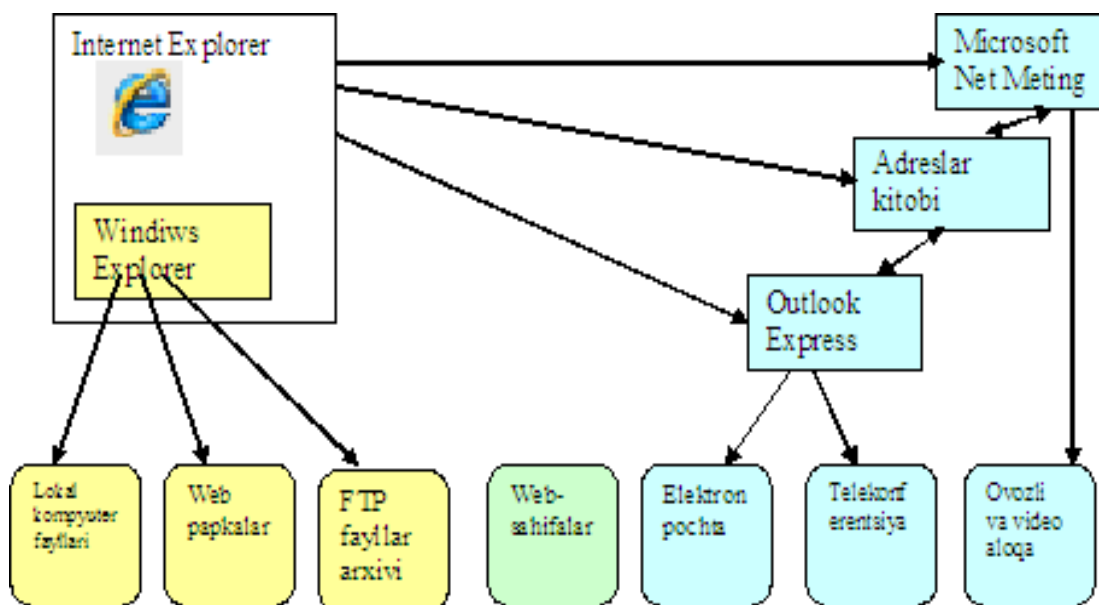 Internet Explorer
Microsoft
Net Meting
Adreslar
kitobi
Windiws
Explorer
Outlook
Express
Lokal
kompyuter
fayllari
Web
papkalar
FTP
fayllar
arxivi
Web-
sahifalar
Elektron
pochta
Telekonf
erentsiya
Ovozli
va video
aloqa